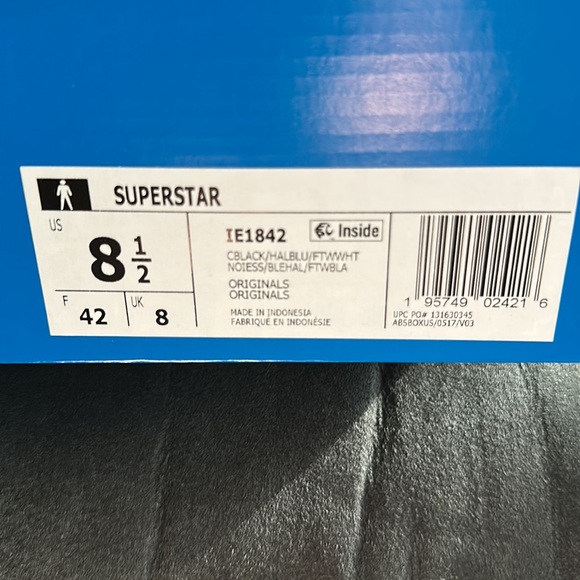 SUPERSTAR
US
8 1/2
F 42
UK 8
IE1842
Inside
CBLACK/HALBLU/FTWWHT
NOIESS/BLEHAL/FTWBLA
ORIGINALS
ORIGINALS
MADE IN INDONESIA
FABRIQUÉ EN INDONÉSIE
1 95749 02421 6
UPC PO# 131630345
ABSBOXUS/0517/V03